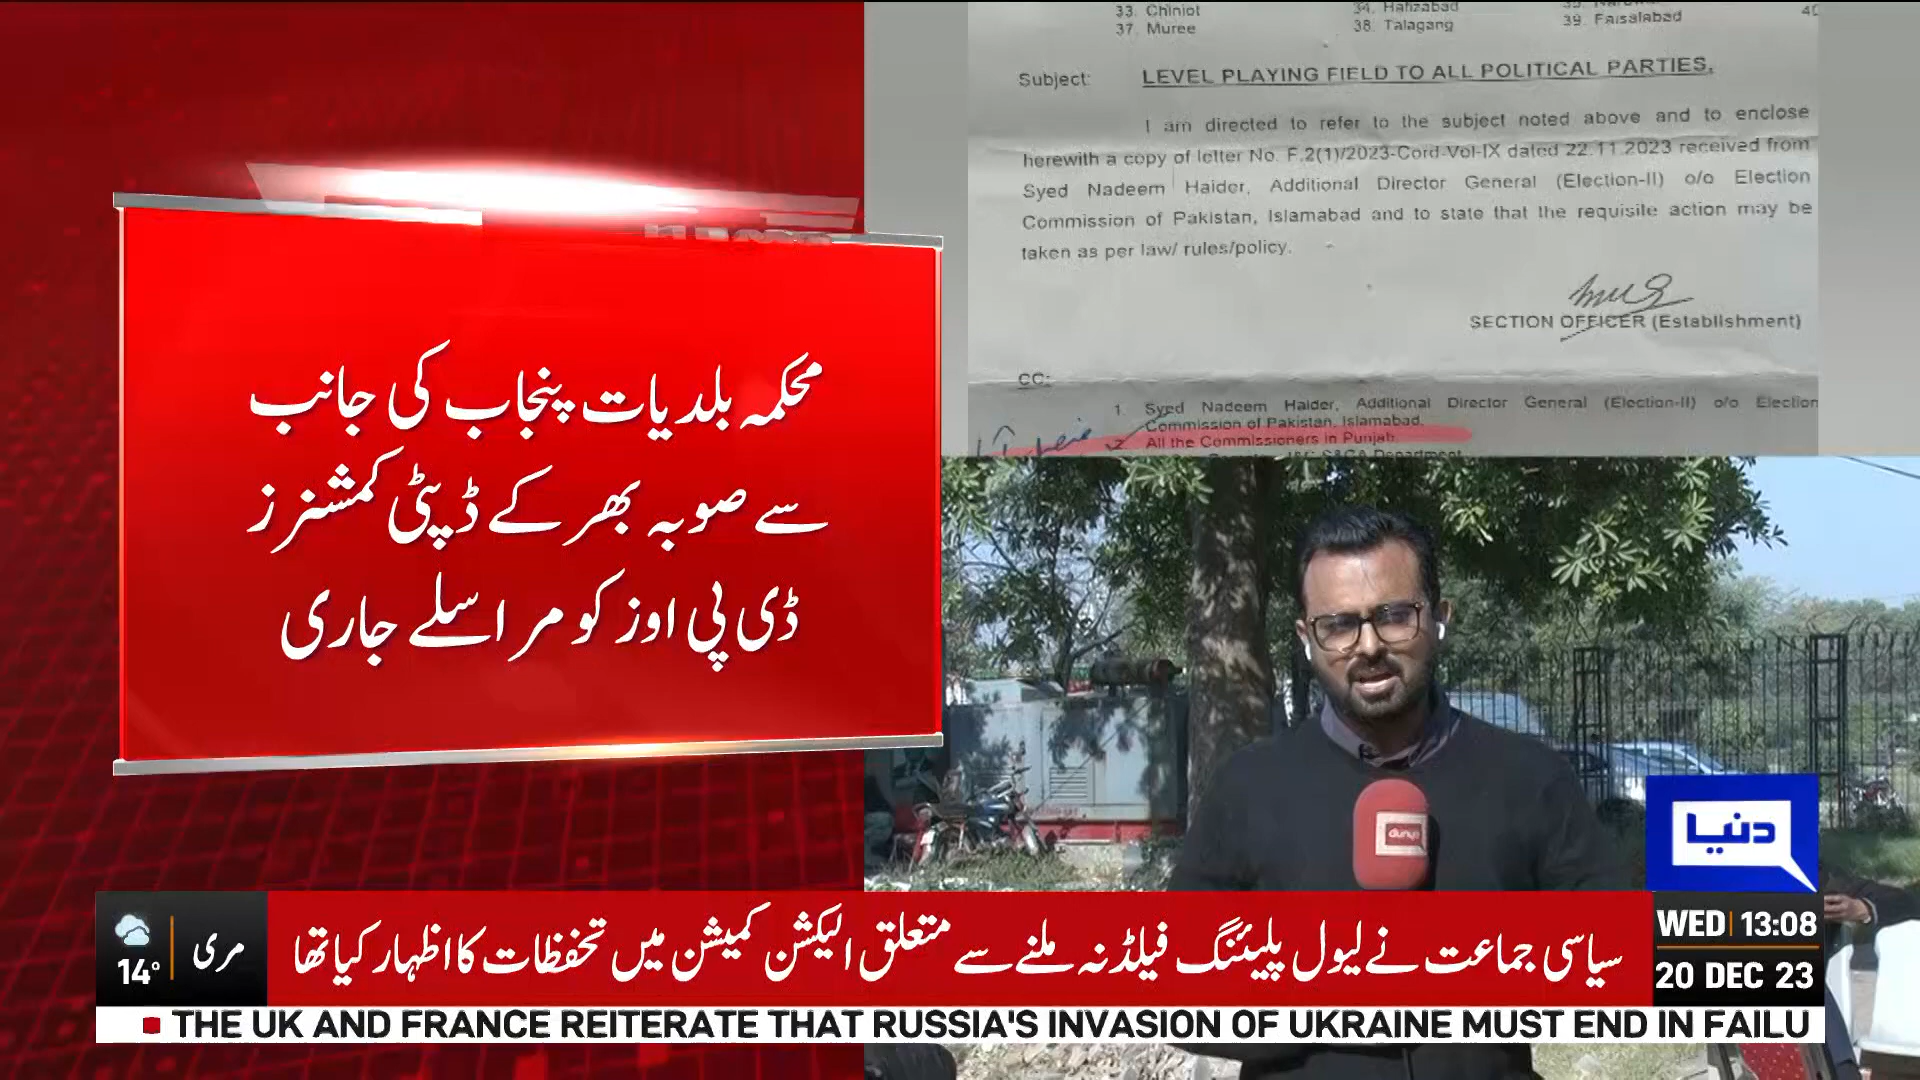 33. Chiniot 34. Hafizabad
37. Muree 38. Talagang 39. Faisalabad
Subject: LEVEL PLAYING FIELD TO ALL POLITICAL PARTIES.
I am directed to refer to the subject noted above and to enclose
herewith a copy of letter No. F.2(1)/2023-Cord-Vol-IX dated 22.11.2023 received from
Syed Nadeem Haider, Additional Director General (Election-II) o/o Election
Commission of Pakistan, Islamabad and to state that the requisite action may be
taken as per law/ rules/policy.
SECTION OFFICER (Establishment)
CC:
1. Syed Nadeem Haider, Additional Director General (Election-II) o/o Election
Commission of Pakistan, Islamabad.
2. All the Commissioners in Punjab.
محکمہ بلدیات پنجاب کی جانب
سے صوبہ بھر کے ڈپٹی کمشنرز
ڈی پی اوز کو مراسلے جاری
dunya
دنیا
سیاسی جماعت نے لیول پلیئنگ فیلڈ نہ ملنے سے متعلق الیکشن کمیشن میں تحفظات کا اظہار کیا تھا
مری
14°
WED 13:08
20 DEC 23
THE UK AND FRANCE REITERATE THAT RUSSIA'S INVASION OF UKRAINE MUST END IN FAILU